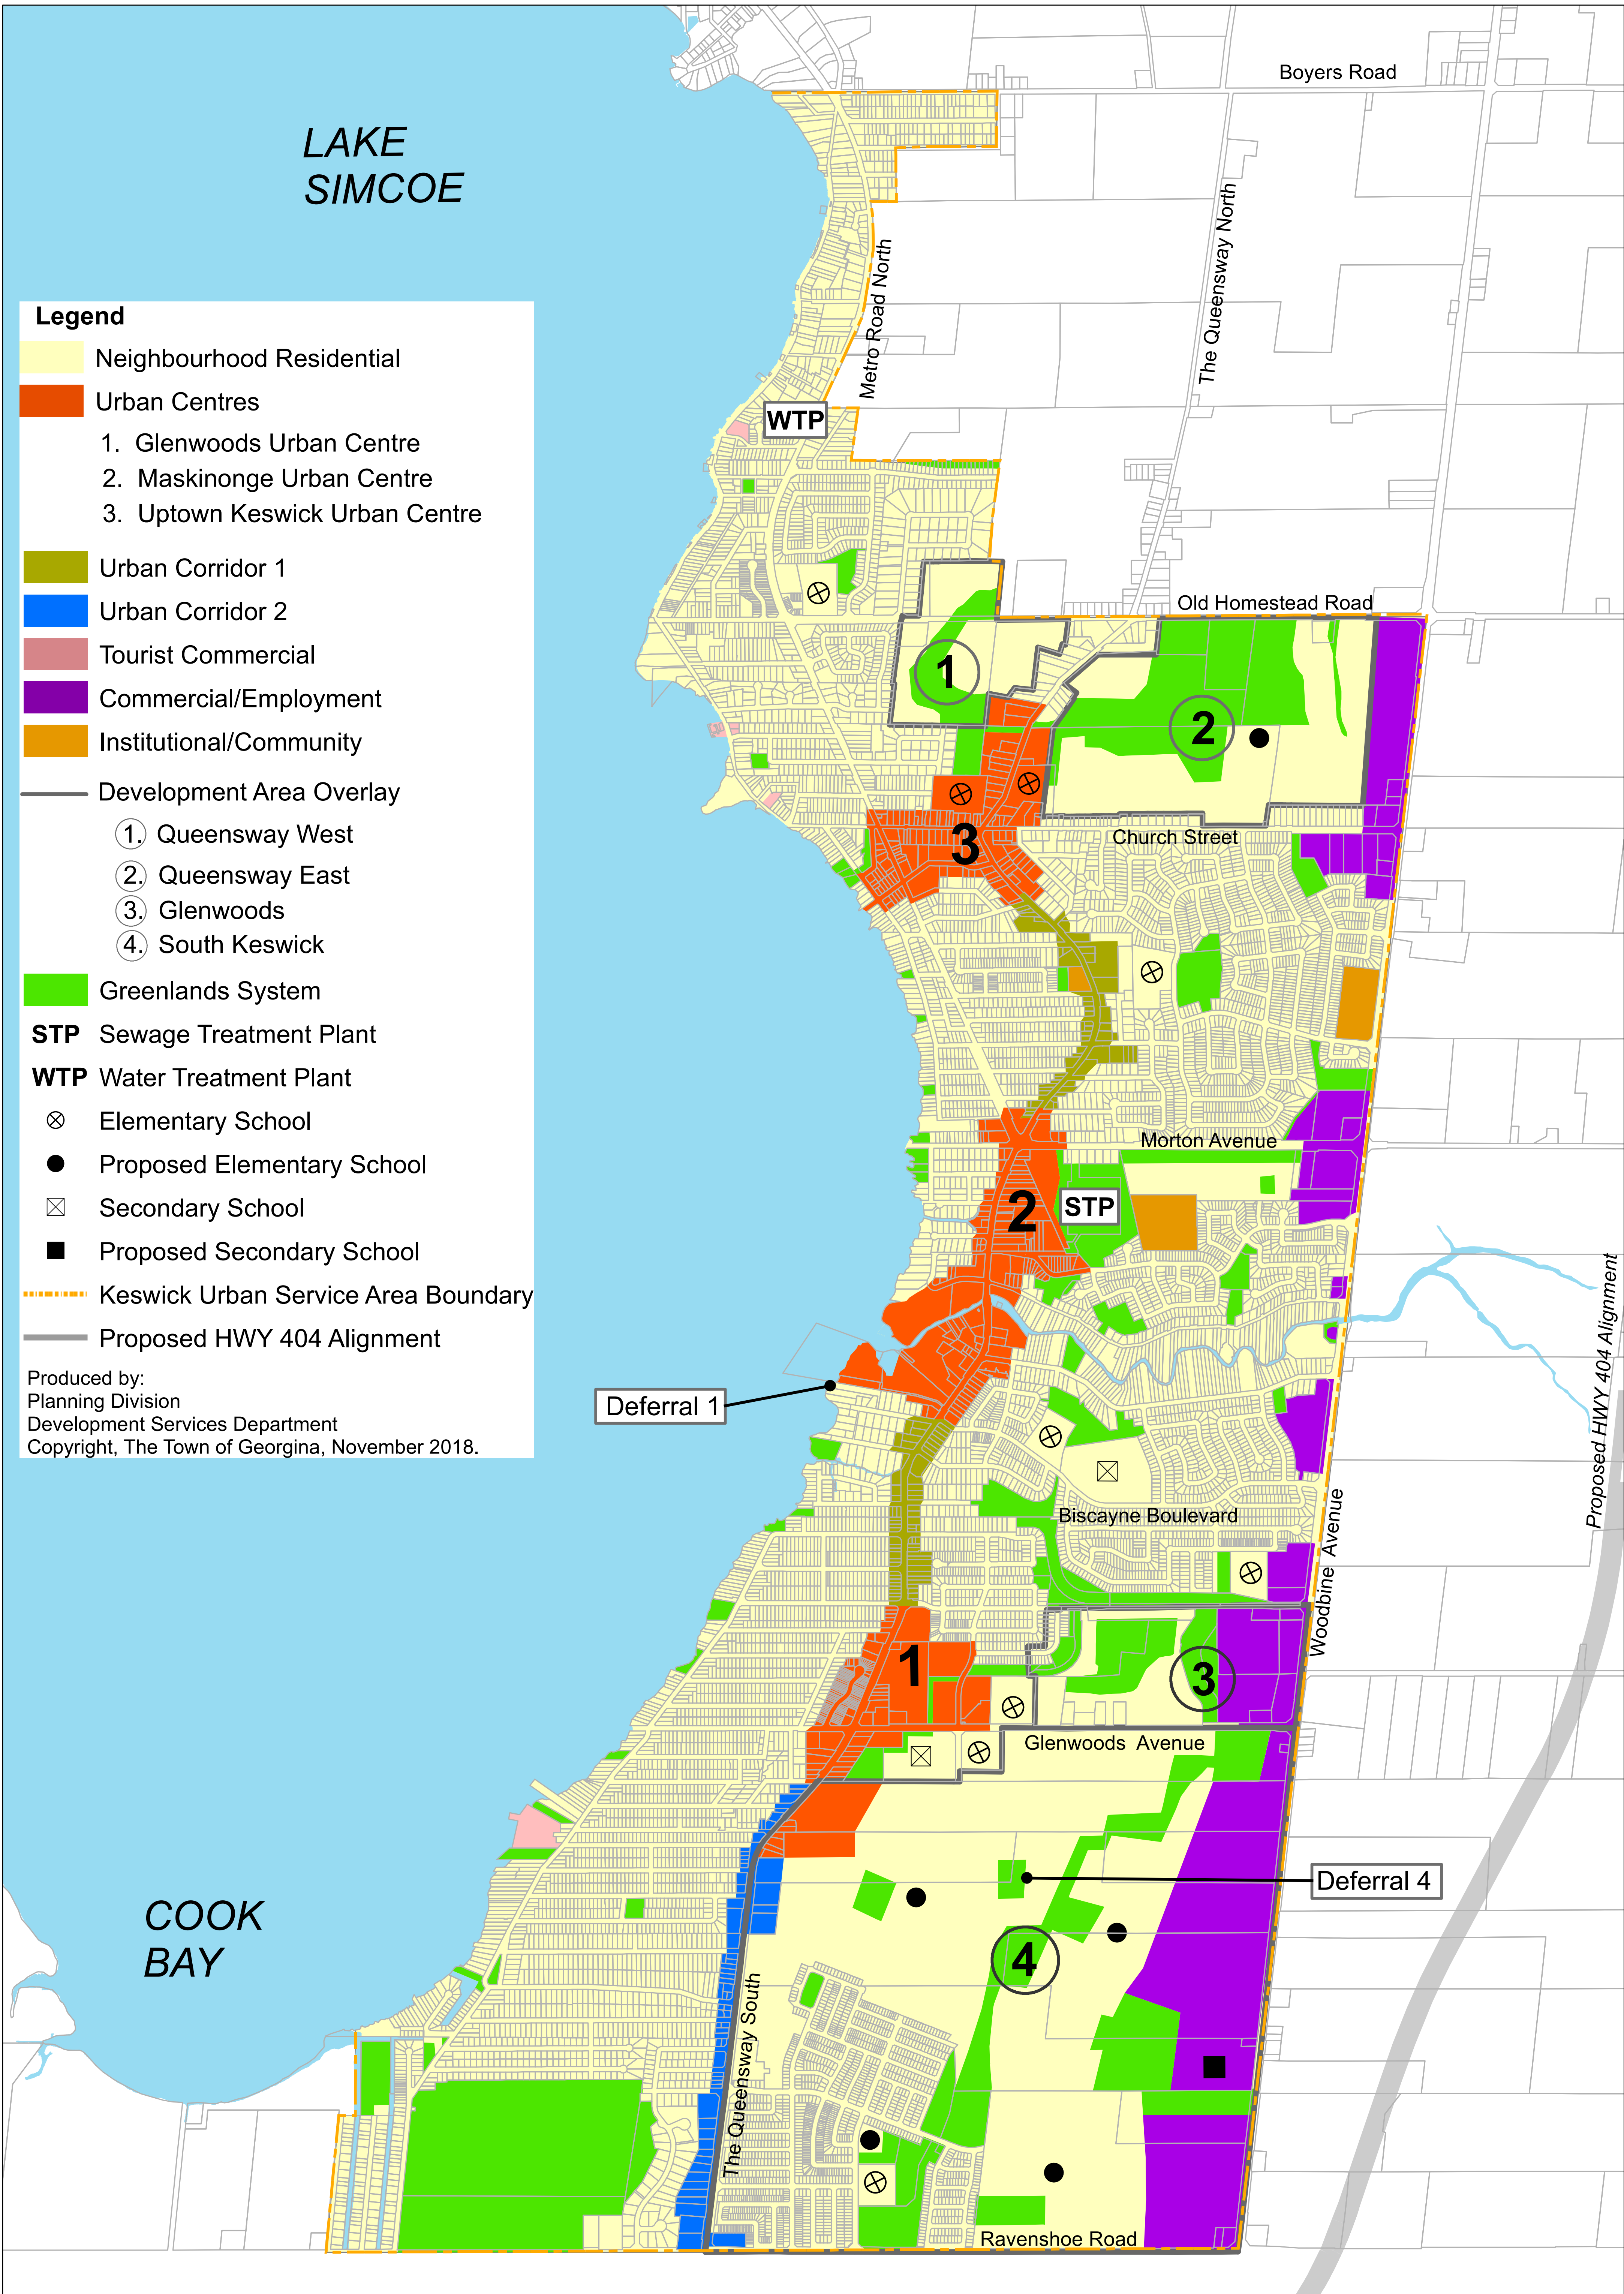 Boyers Road
LAKE
SIMCOE
The Queensway North
Metro Road North
Legend
Neighbourhood Residential
Urban Centres
1. Glenwoods Urban Centre
2. Maskinonge Urban Centre
3. Uptown Keswick Urban Centre
Urban Corridor 1
Urban Corridor 2
Tourist Commercial
Commercial/Employment
Institutional/Community
Development Area Overlay
1. Queensway West
2. Queensway East
3. Glenwoods
4. South Keswick
Greenlands System
STP Sewage Treatment Plant
WTP Water Treatment Plant
Elementary School
Proposed Elementary School
Secondary School
Proposed Secondary School
Keswick Urban Service Area Boundary
Proposed HWY 404 Alignment
Produced by:
Planning Division
Development Services Department
Copyright, The Town of Georgina, November 2018.
WTP
Old Homestead Road
1
2
3
Church Street
Morton Avenue
2
STP
Proposed HWY 404 Alignment
Deferral 1
Biscayne Boulevard
Woodbine Avenue
1
3
Glenwoods Avenue
Deferral 4
COOK
BAY
4
The Queensway South
Ravenshoe Road